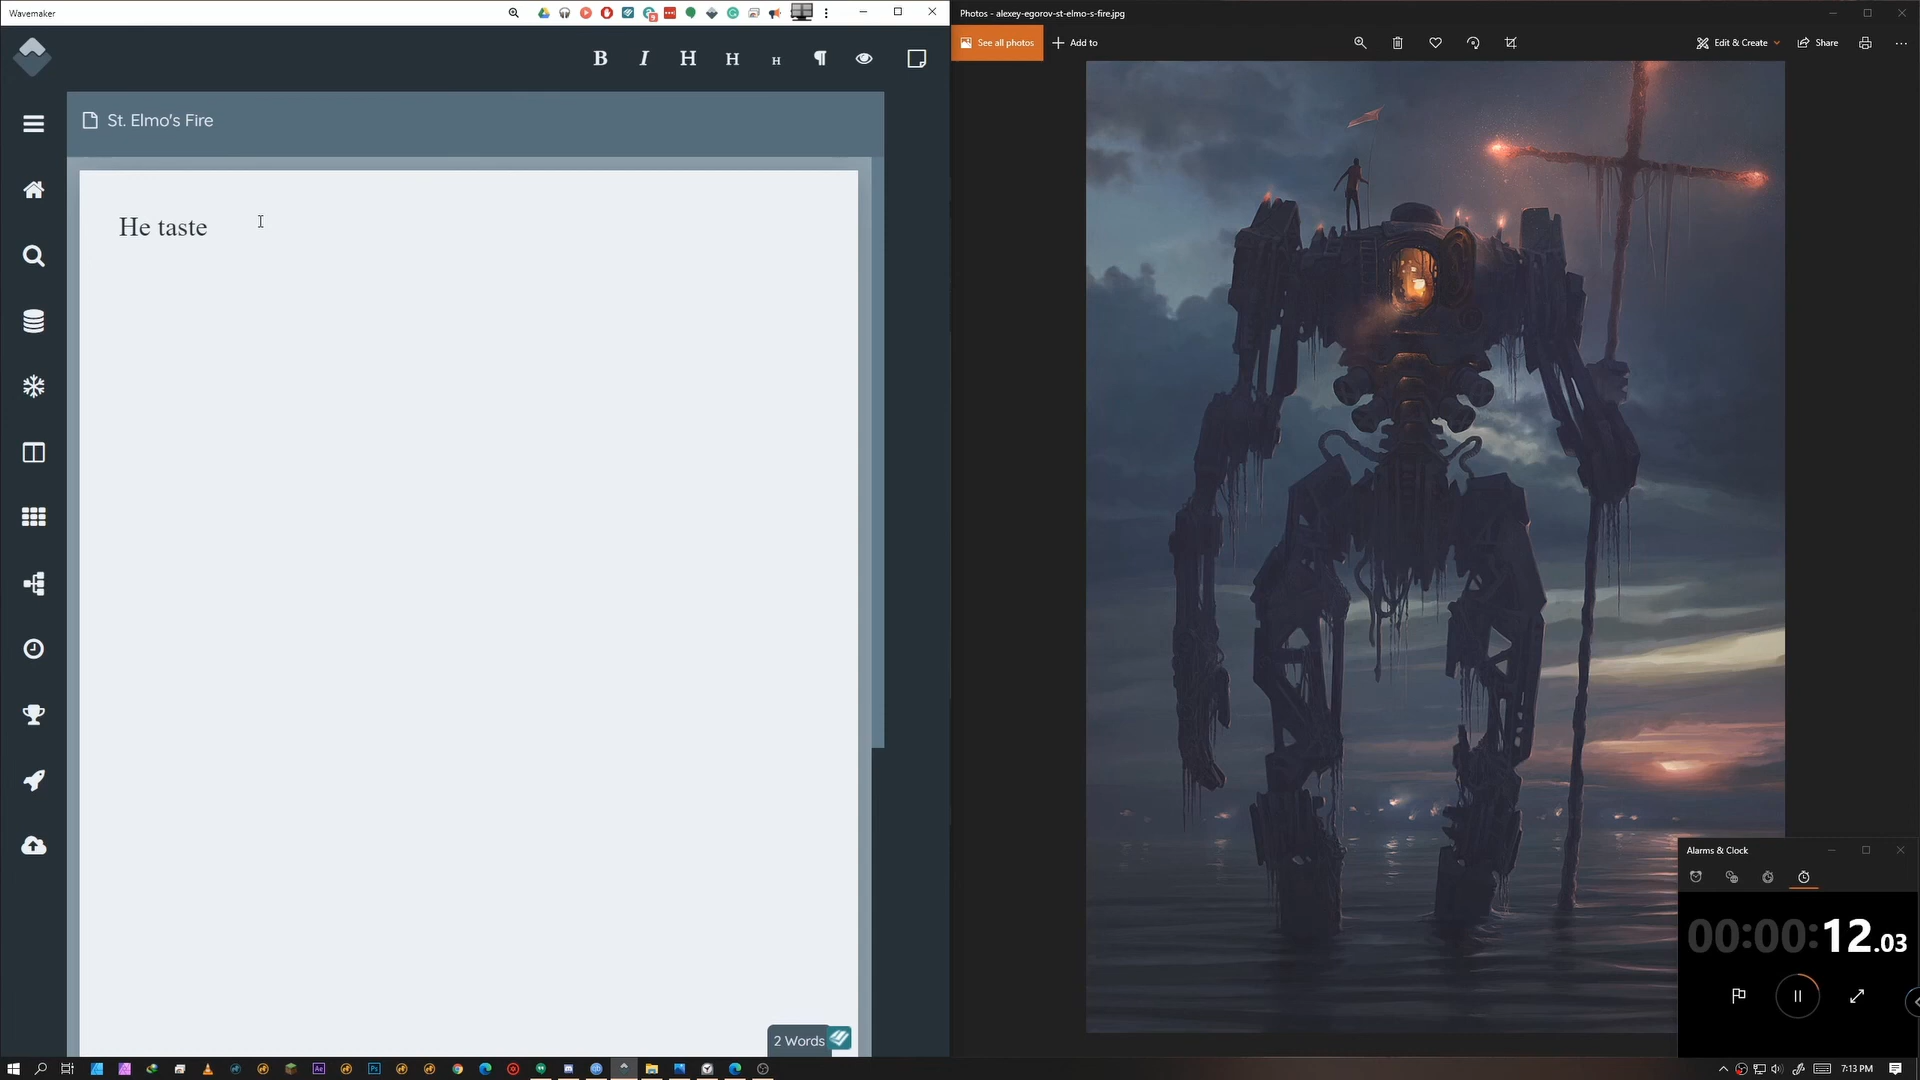 Wavemaker
B I H H H ¶
St. Elmo's Fire
He taste
2 Words
Photos - alexey-egorov-st-elmo-s-fire.jpg
See all photos
Add to
Edit & Create
Share
Alarms & Clock
00:00:12.03
7:13 PM